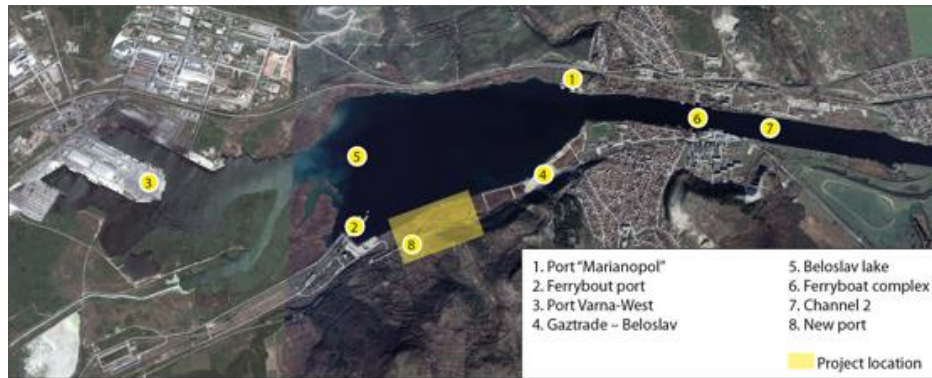 1
6
7
5
3
4
2
8
1. Port "Marianopol"
2. Ferrybout port
3. Port Varna-West
4. Gaztrade – Beloslav
5. Beloslav lake
6. Ferryboat complex
7. Channel 2
8. New port
Project location